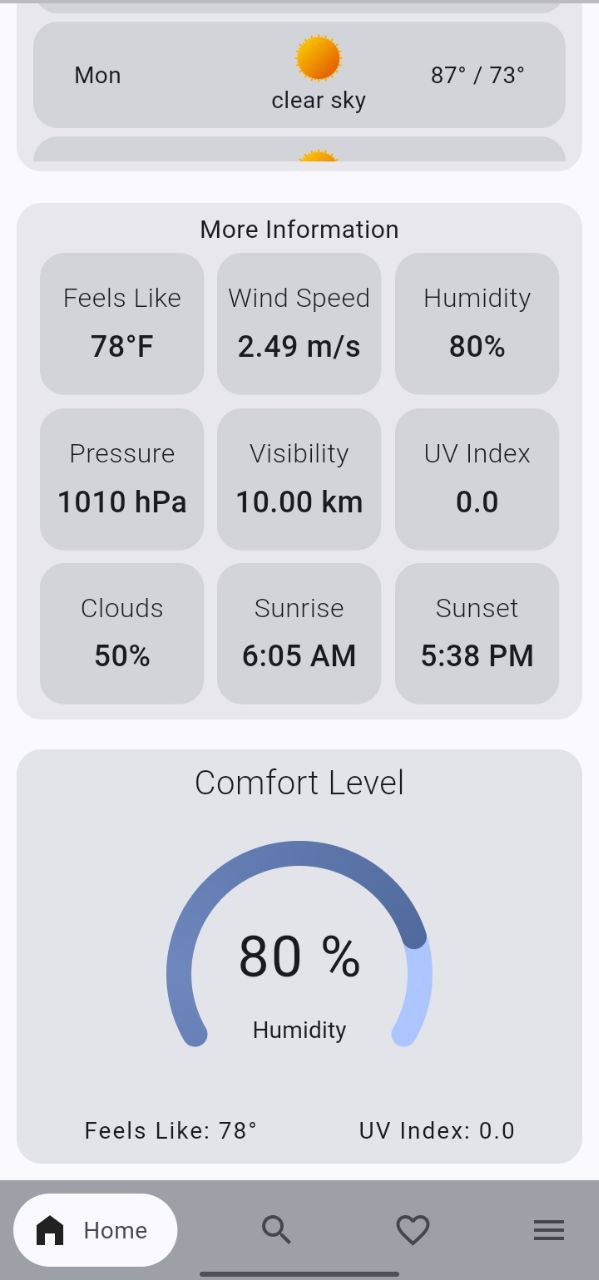 Mon
87° / 73°
clear sky
More Information
Feels Like
Wind Speed
Humidity
78°F
2.49 m/s
80%
Pressure
Visibility
UV Index
1010 hPa
10.00 km
0.0
Clouds
Sunrise
Sunset
50%
6:05 AM
5:38 PM
Comfort Level
80 %
Humidity
Feels Like: 78°
UV Index: 0.0
Home